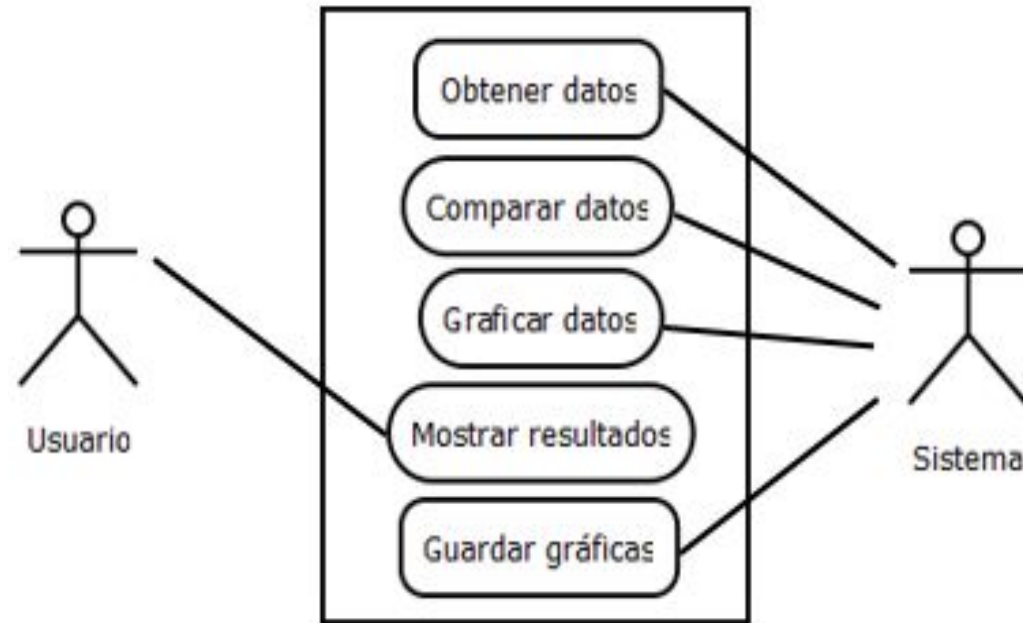 Obtener datos
Comparar datos
Graficar datos
Mostrar resultados
Guardar gráficas
Usuario
Sistema